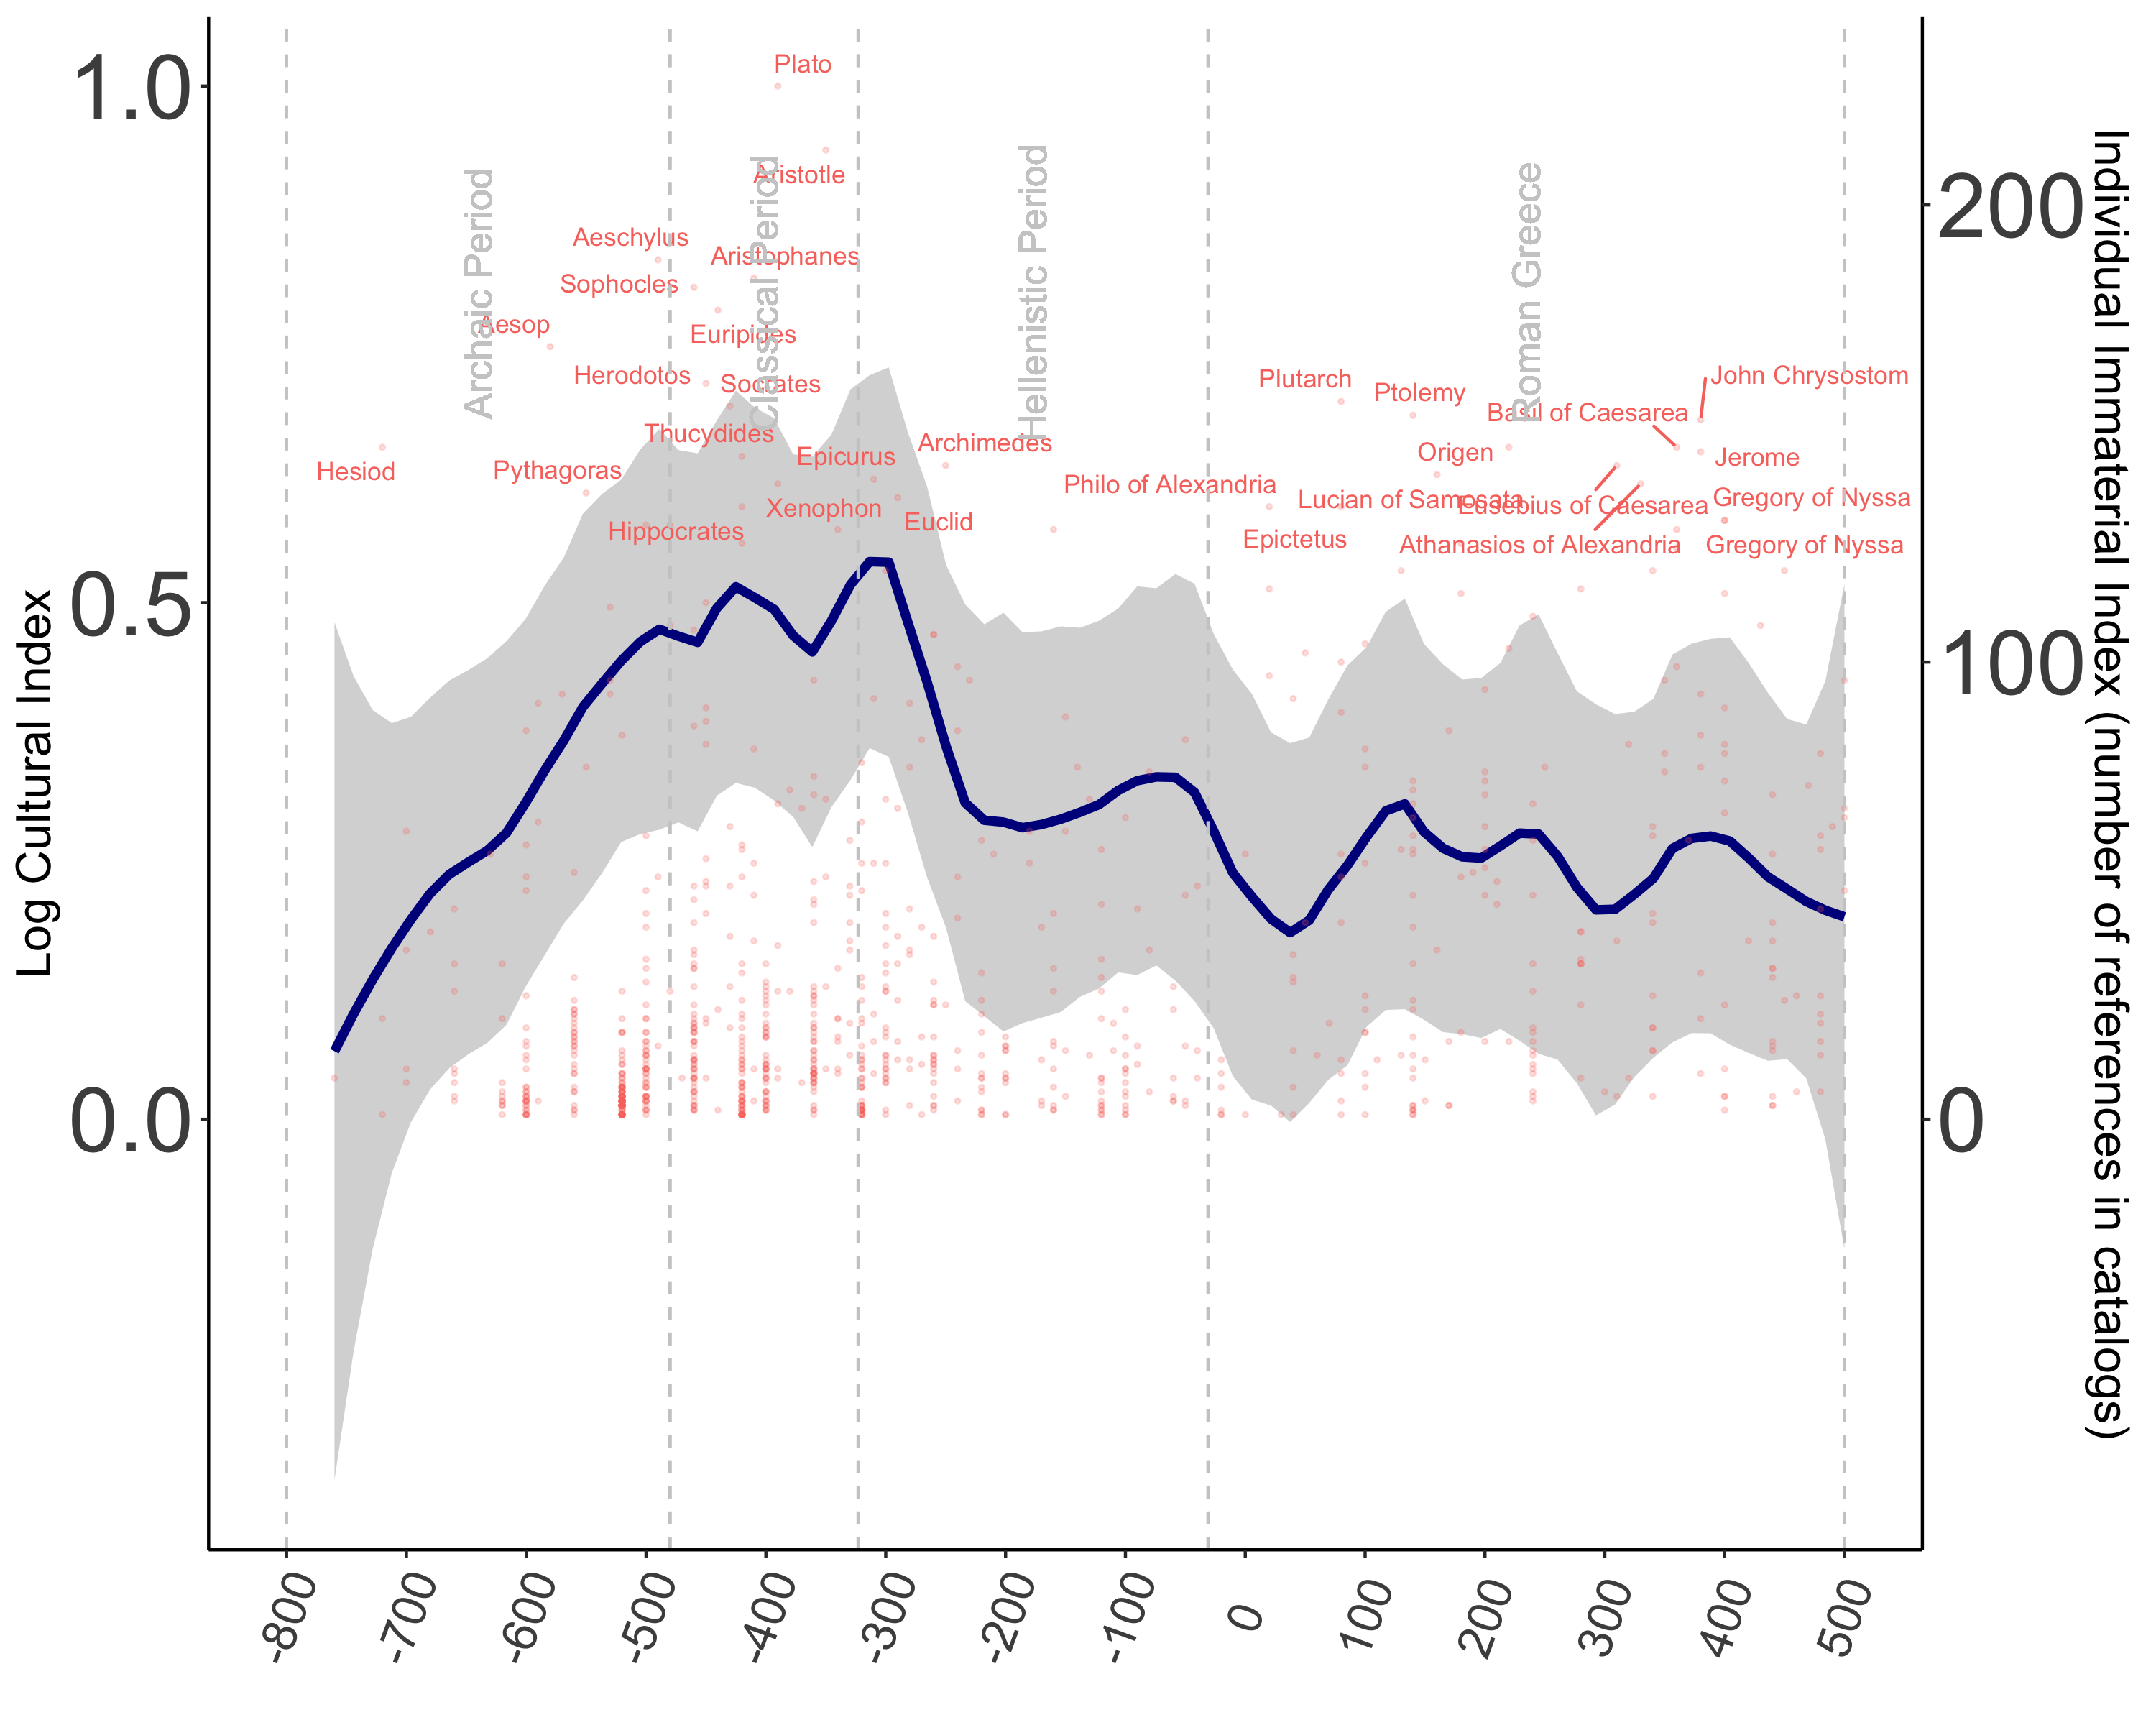 1.0
0.5
0.0
Log Cultural Index
200
100
0
Individual Immaterial Index (number of references in catalogs)
Archaic Period
Classical Period
Hellenistic Period
Roman Greece
Plato
Aristotle
Aeschylus
Aristophanes
Sophocles
Aesop
Euripides
Herodotos
Socrates
Plutarch
Ptolemy
John Chrysostom
Basil of Caesarea
Thucydides
Archimedes
Hesiod
Pythagoras
Epicurus
Origen
Jerome
Philo of Alexandria
Lucian of Samosata
Eusebius of Caesarea
Gregory of Nyssa
Xenophon
Euclid
Hippocrates
Epictetus
Athanasios of Alexandria
Gregory of Nyssa
-800
-700
-600
-500
-400
-300
-200
-100
0
100
200
300
400
500